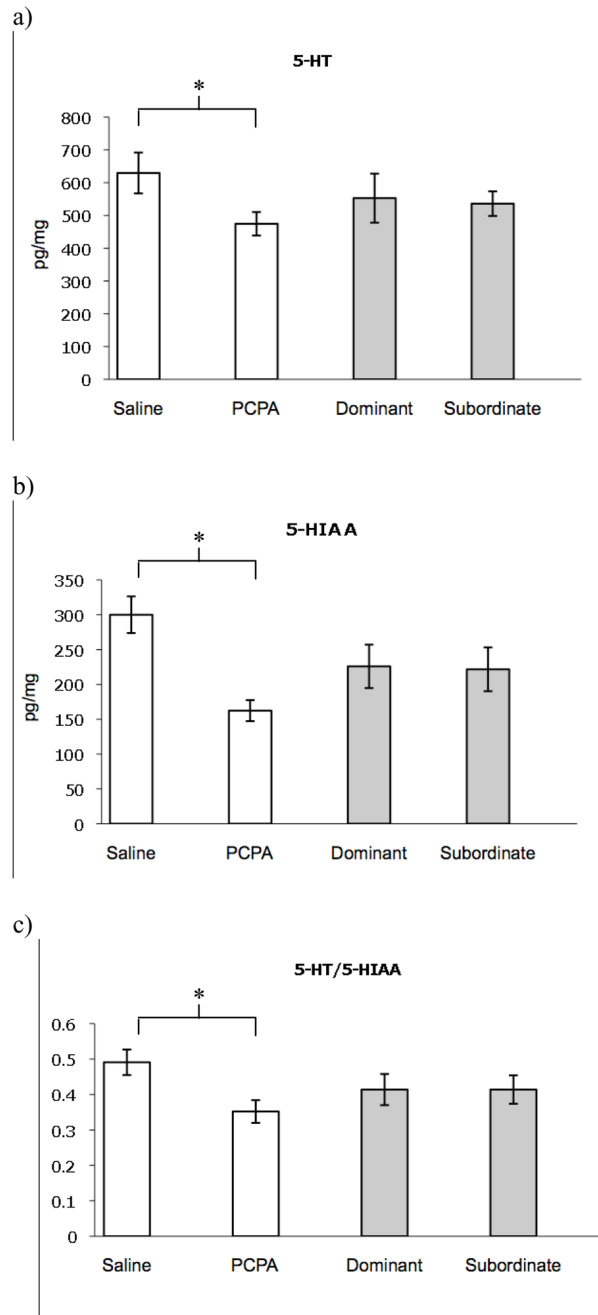 a)
5-HT
*
800
700
600
500
400
300
200
100
0
pg/mg
Saline PCPA Dominant Subordinate
b)
5-HIAA
*
350
300
250
200
150
100
50
0
pg/mg
Saline PCPA Dominant Subordinate
c)
5-HT/5-HIAA
*
0.6
0.5
0.4
0.3
0.2
0.1
0
Saline PCPA Dominant Subordinate